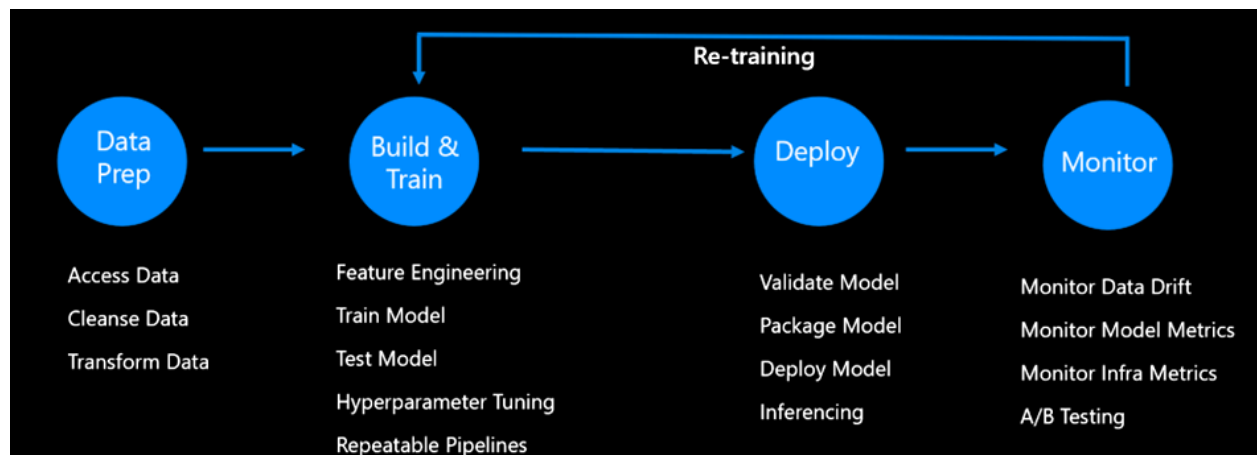 Re-training
Data
Prep
Build &
Train
Deploy
Monitor
Access Data
Cleanse Data
Transform Data
Feature Engineering
Train Model
Test Model
Hyperparameter Tuning
Repeatable Pipelines
Validate Model
Package Model
Deploy Model
Inferencing
Monitor Data Drift
Monitor Model Metrics
Monitor Infra Metrics
A/B Testing